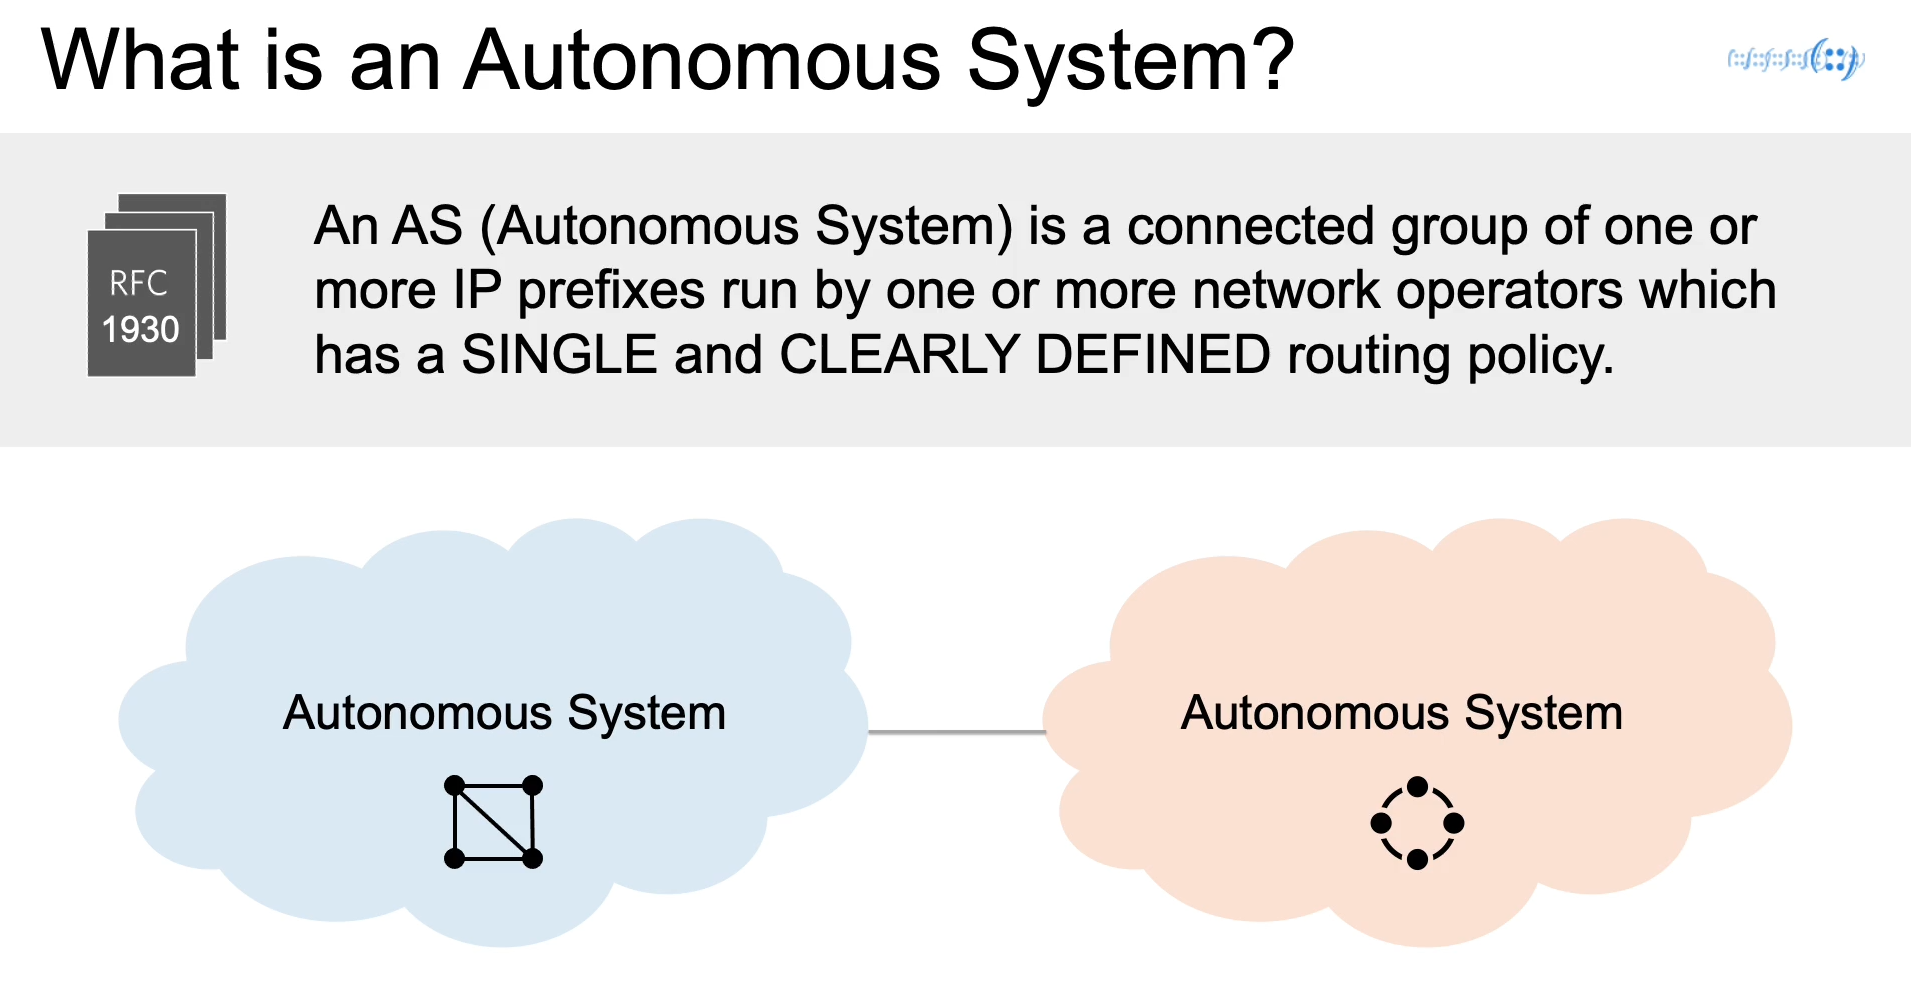 What is an Autonomous System?
An AS (Autonomous System) is a connected group of one or
more IP prefixes run by one or more network operators which
has a SINGLE and CLEARLY DEFINED routing policy.
RFC
1930
Autonomous System
Autonomous System